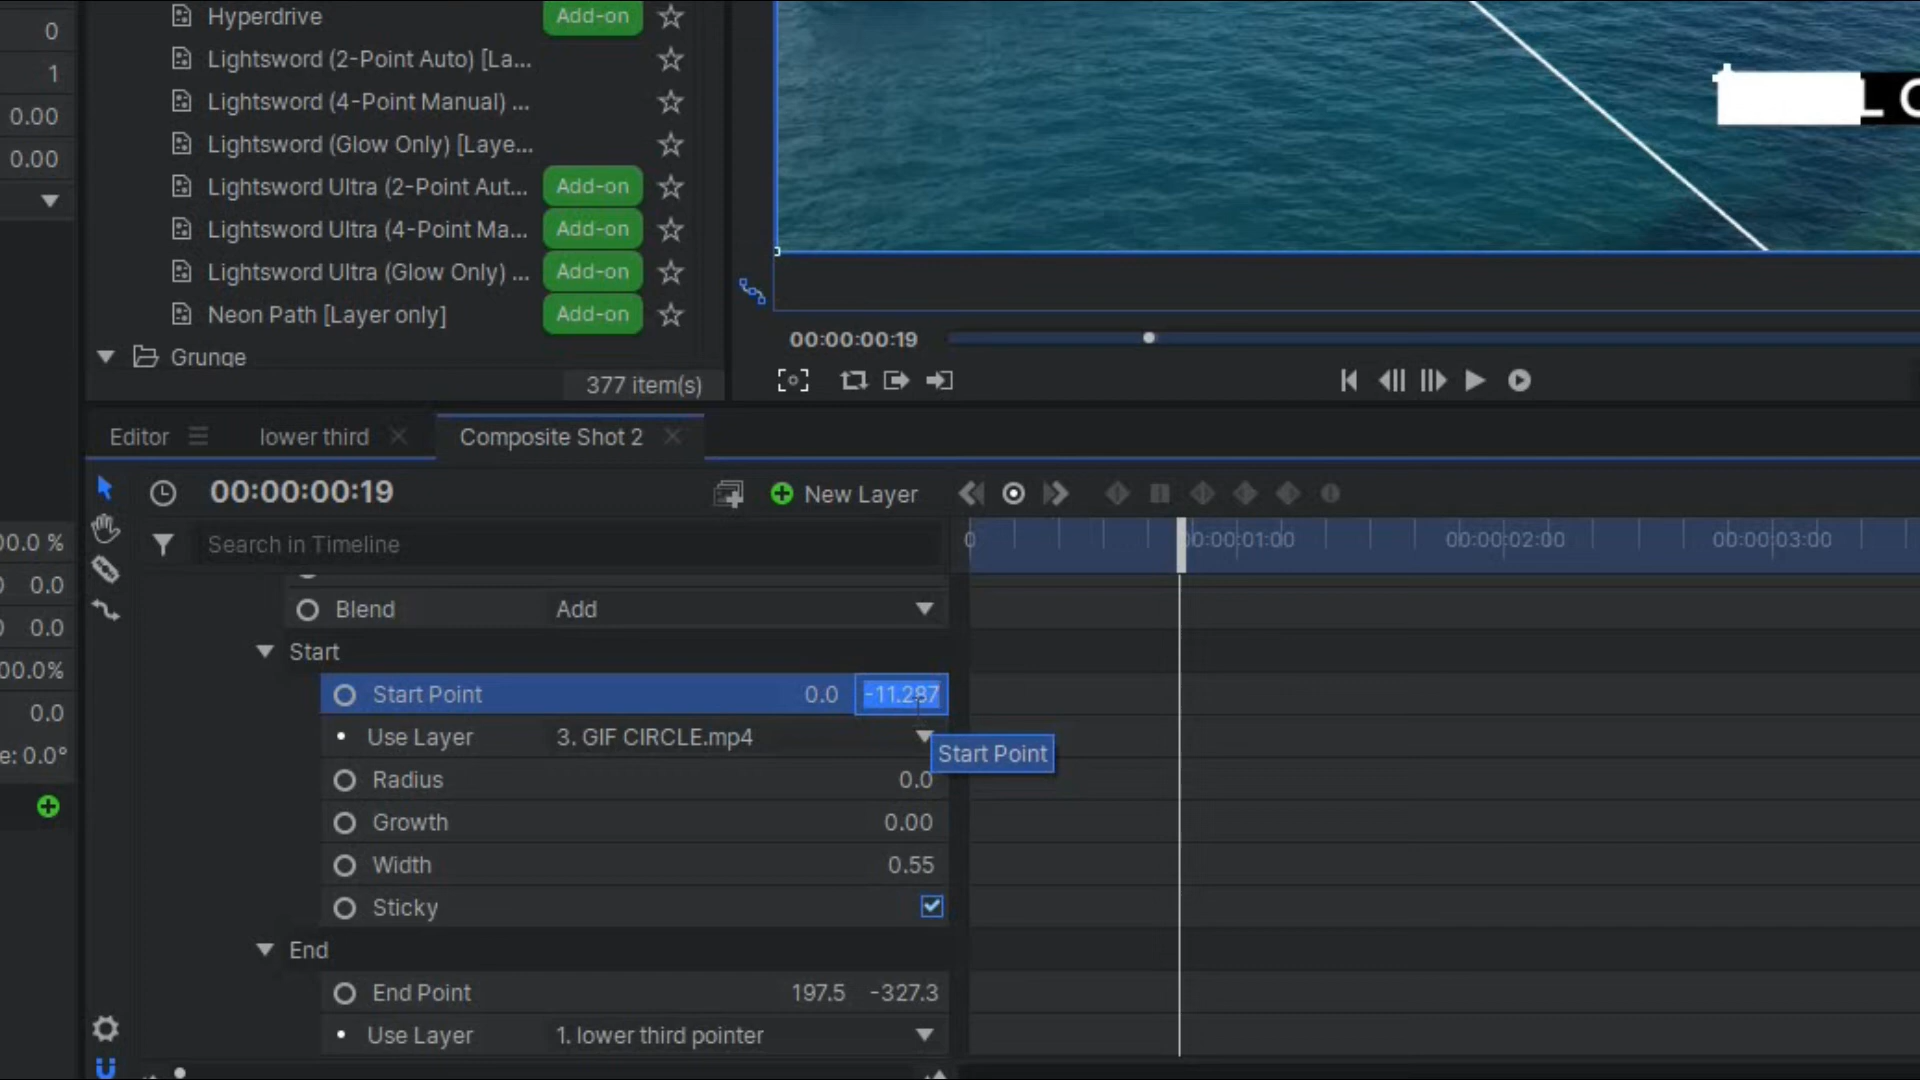 0
1
0.00
0.00
00.0 %
0 0.0
0 0.0
00.0%
0.0
e: 0.0°
Hyperdrive Add-on
Lightsword (2-Point Auto) [La...
Lightsword (4-Point Manual) ...
Lightsword (Glow Only) [Laye...
Lightsword Ultra (2-Point Aut... Add-on
Lightsword Ultra (4-Point Ma... Add-on
Lightsword Ultra (Glow Only) ... Add-on
Neon Path [Layer only] Add-on
Grunge
377 item(s)
L C
00:00:00:19
Editor lower third Composite Shot 2
00:00:00:19 New Layer
Search in Timeline
0 00:00:01:00 00:00:02:00 00:00:03:00
Blend Add
Start
Start Point 0.0 -11.287
Use Layer 3. GIF CIRCLE.mp4
Start Point
Radius 0.0
Growth 0.00
Width 0.55
Sticky
End
End Point 197.5 -327.3
Use Layer 1. lower third pointer